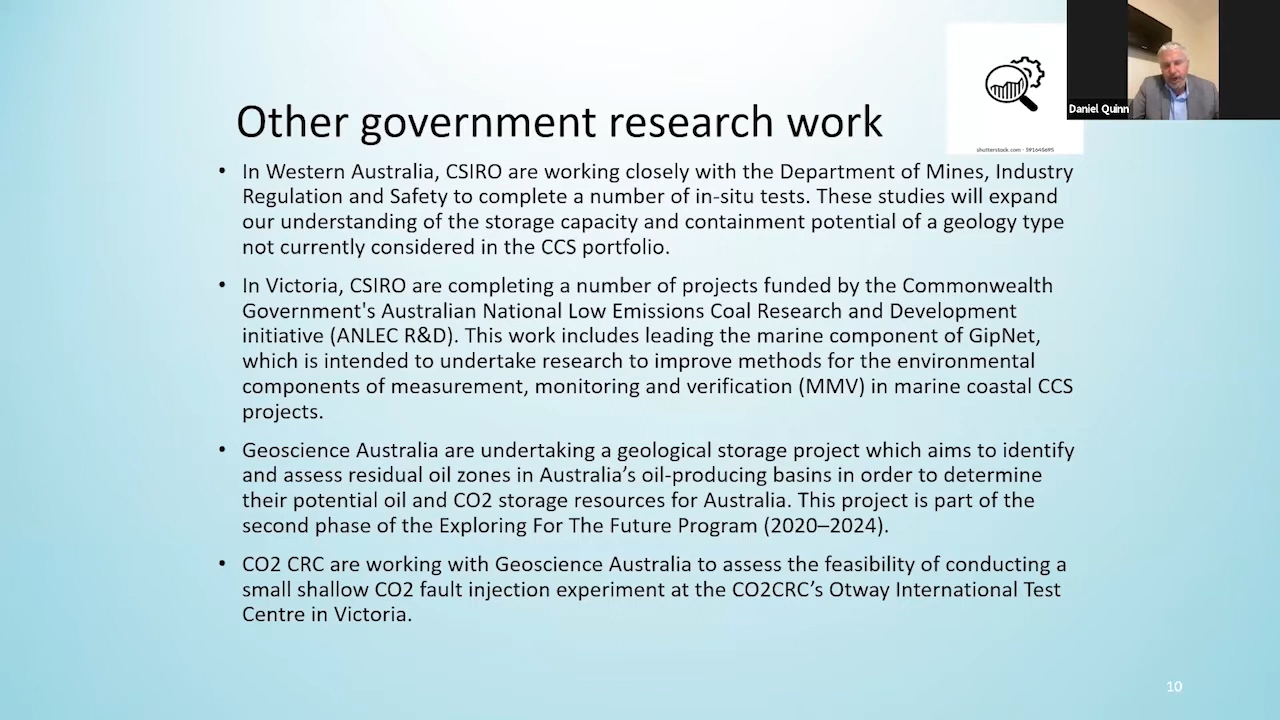 Daniel Quinn
shutterstock.com · 591645695
Other government research work
• In Western Australia, CSIRO are working closely with the Department of Mines, Industry
Regulation and Safety to complete a number of in-situ tests. These studies will expand
our understanding of the storage capacity and containment potential of a geology type
not currently considered in the CCS portfolio.
• In Victoria, CSIRO are completing a number of projects funded by the Commonwealth
Government's Australian National Low Emissions Coal Research and Development
initiative (ANLEC R&D). This work includes leading the marine component of GipNet,
which is intended to undertake research to improve methods for the environmental
components of measurement, monitoring and verification (MMV) in marine coastal CCS
projects.
• Geoscience Australia are undertaking a geological storage project which aims to identify
and assess residual oil zones in Australia’s oil-producing basins in order to determine
their potential oil and CO2 storage resources for Australia. This project is part of the
second phase of the Exploring For The Future Program (2020–2024).
• CO2 CRC are working with Geoscience Australia to assess the feasibility of conducting a
small shallow CO2 fault injection experiment at the CO2CRC’s Otway International Test
Centre in Victoria.
10